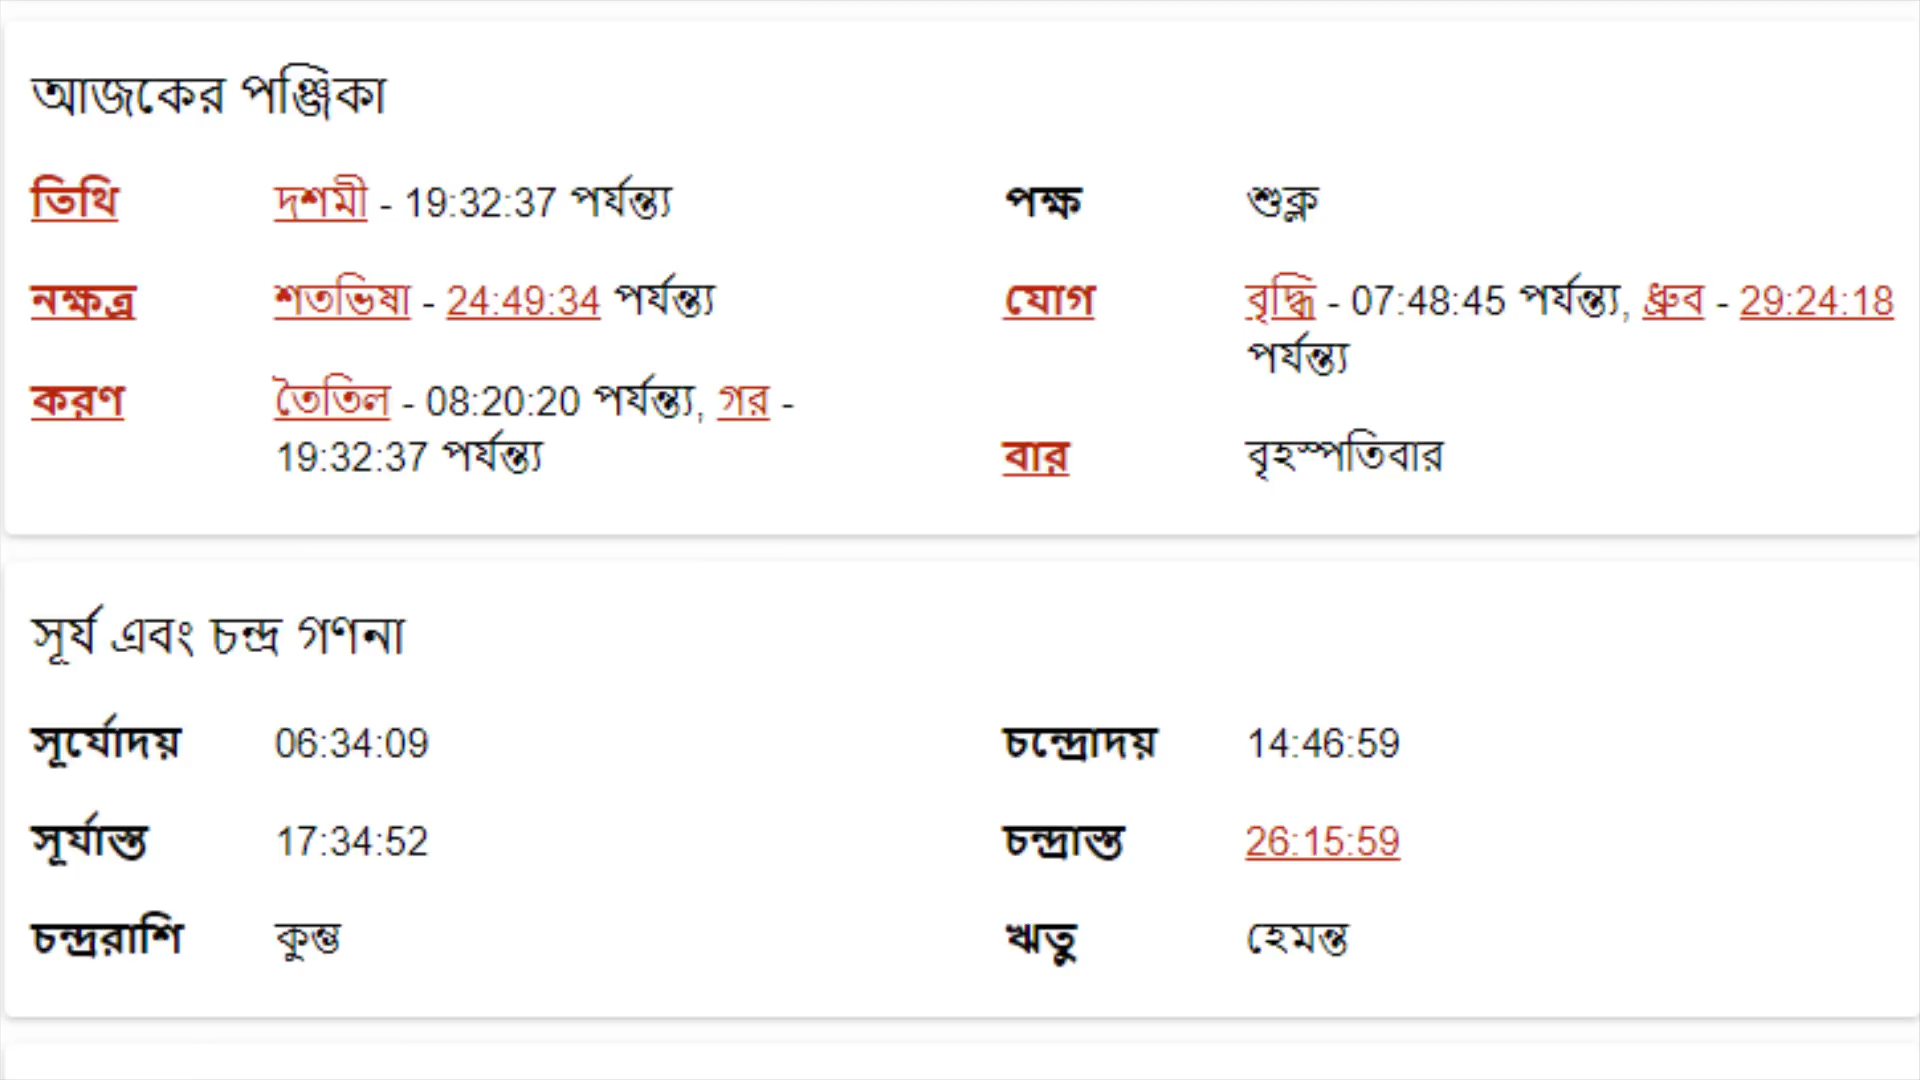 আজকের পঞ্জিকা
তিথি দশমী - 19:32:37 পর্যন্ত্য পক্ষ শুক্ল
নক্ষত্র শতভিষা - 24:49:34 পর্যন্ত্য যোগ বৃদ্ধি - 07:48:45 পর্যন্ত্য, ধ্রুব - 29:24:18
পর্যন্ত্য
করণ তৈতিল - 08:20:20 পর্যন্ত্য, গর -
19:32:37 পর্যন্ত্য বার বৃহস্পতিবার
সূর্য এবং চন্দ্র গণনা
সূর্যোদয় 06:34:09 চন্দ্রোদয় 14:46:59
সূর্যাস্ত 17:34:52 চন্দ্রাস্ত 26:15:59
চন্দ্ররাশি কুম্ভ ঋতু হেমন্ত